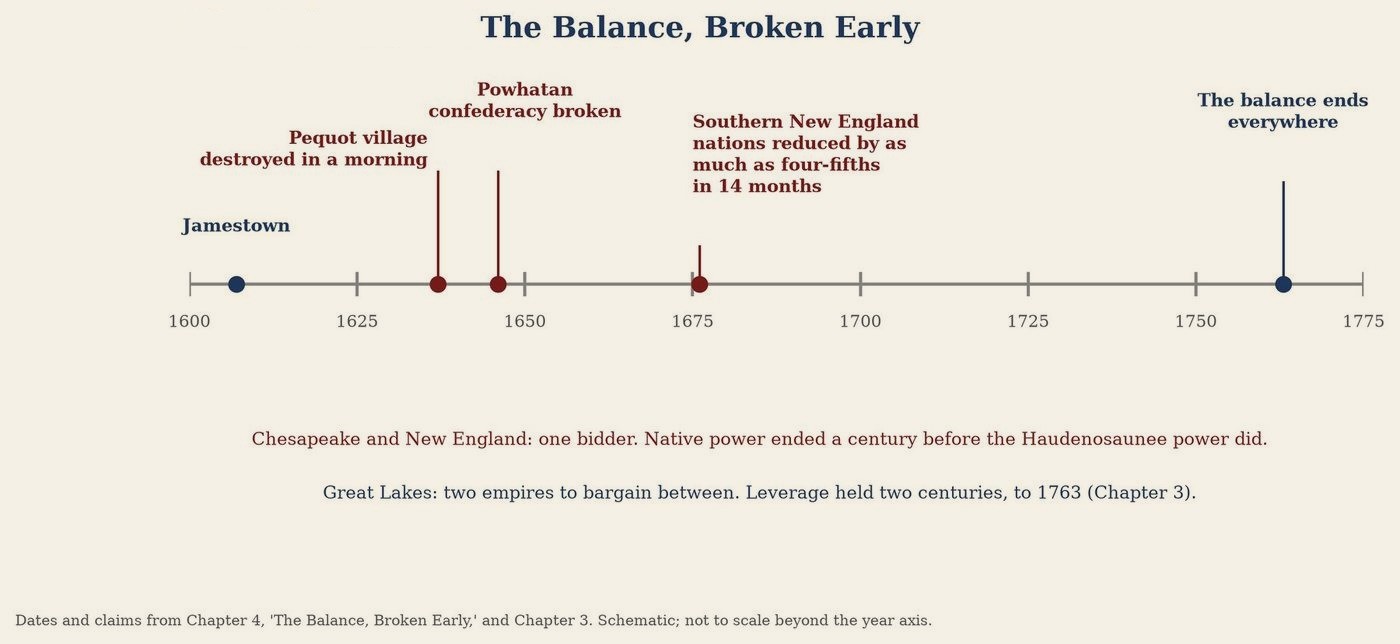 The Balance, Broken Early
Powhatan
confederacy broken
Pequot village
destroyed in a morning
Southern New England
nations reduced by as
much as four-fifths
in 14 months
The balance ends
everywhere
Jamestown
1600 1625 1650 1675 1700 1725 1750 1775
Chesapeake and New England: one bidder. Native power ended a century before the Haudenosaunee power did.
Great Lakes: two empires to bargain between. Leverage held two centuries, to 1763 (Chapter 3).
Dates and claims from Chapter 4, 'The Balance, Broken Early,' and Chapter 3. Schematic; not to scale beyond the year axis.